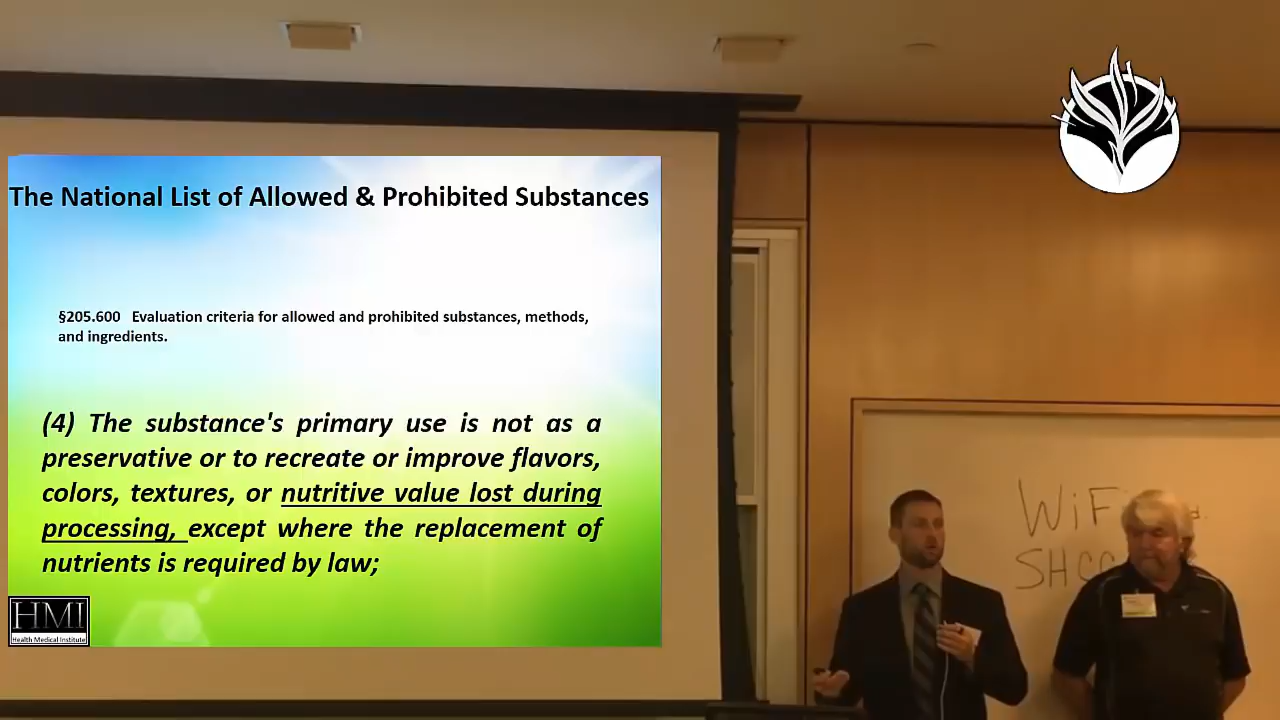 The National List of Allowed & Prohibited Substances
§205.600 Evaluation criteria for allowed and prohibited substances, methods,
and ingredients.
(4) The substance's primary use is not as a
preservative or to recreate or improve flavors,
colors, textures, or nutritive value lost during
processing, except where the replacement of
nutrients is required by law;
HMI
Health Medical Institute
WiFi